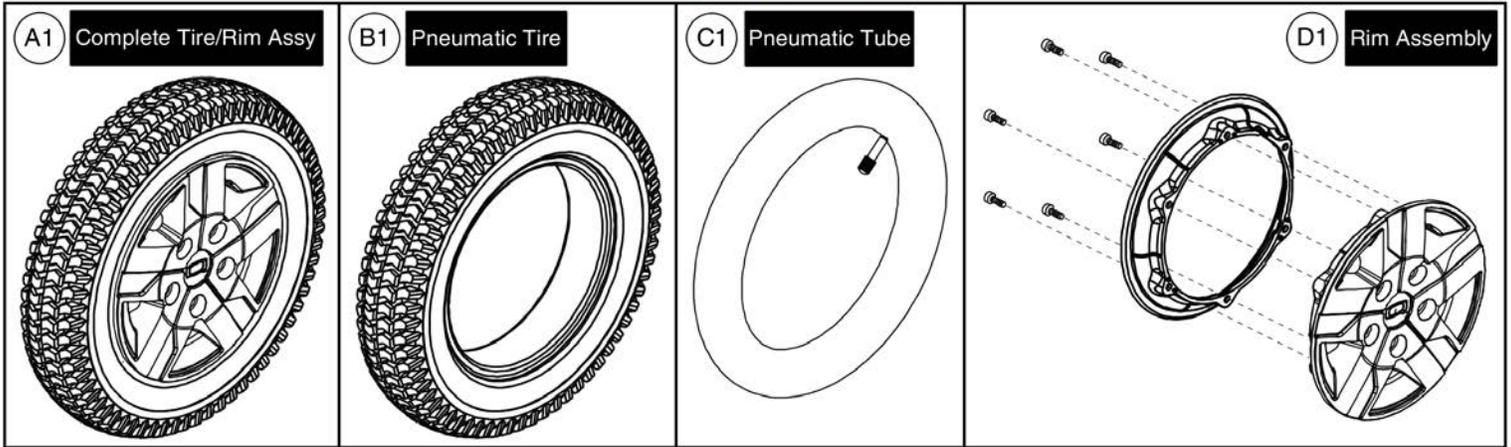 A1 Complete Tire/Rim Assy
B1 Pneumatic Tire
C1 Pneumatic Tube
D1 Rim Assembly